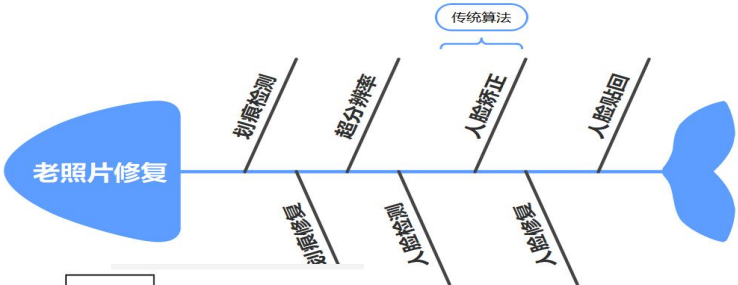 传统算法
划痕检测
超分辨率
人脸矫正
人脸贴回
老照片修复
划痕修复
人脸检测
人脸修复